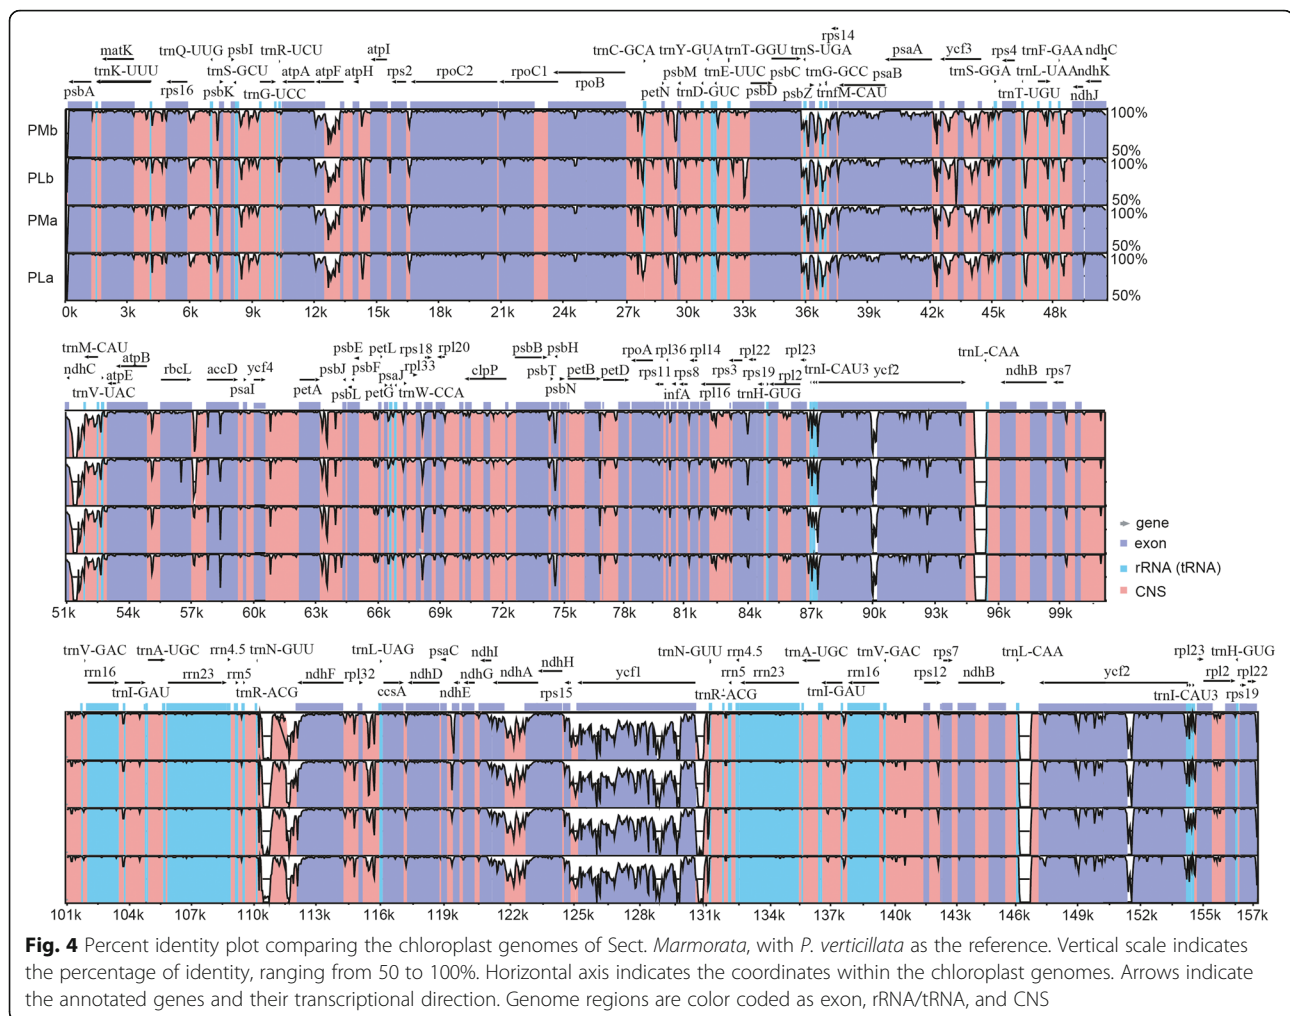 rps14
matK trnQ-UUG psbI trnR-UCU atpI trnC-GCA trnY-GUA trnT-GGU trnS-UGA psaA ycf3 rps4 trnF-GAA ndhC
trnK-UUU trnS-GCU atpA atpF atpH rps2 rpoC2 rpoC1 rpoB psbM trnE-UUC psbC trnG-GCC psaB trnS-GGA trnL-UAA ndhK
psbA rps16 psbK trnG-UCC petN trnD-GUC psbD psbZ trnfM-CAU trnT-UGU ndhJ
PMb 100%
50%
PLb 100%
50%
PMa 100%
50%
PLa 100%
50%
0k 3k 6k 9k 12k 15k 18k 21k 24k 27k 30k 33k 36k 39k 42k 45k 48k
trnM-CAU psbE petL rps18 rpl20 psbB psbH rpoA rpl36 rpl14 rpl22 rpl23 trnL-CAA
ndhC atpB rbcL accD ycf4 psbJ psbF psaJ rpl33 clpP psbT petB petD rps11 rps8 rps3 rps19 rpl2 trnI-CAU3 ycf2 ndhB rps7
trnV-UAC atpE psaI petA psbL petG trnW-CCA psbN infA rpl16 trnH-GUG
51k 54k 57k 60k 63k 66k 69k 72k 75k 78k 81k 84k 87k 90k 93k 96k 99k
gene
exon
rRNA (tRNA)
CNS
trnV-GAC trnA-UGC rrn4.5 trnN-GUU trnL-UAG psaC ndhI trnN-GUU rrn4.5 trnA-UGC trnV-GAC rps7 trnL-CAA rpl23 trnH-GUG
rrn16 rrn23 rrn5 ndhF rpl32 ndhD ndhG ndhA ndhH ycf1 rrn5 rrn23 rrn16 rps12 ndhB ycf2 rpl2 rpl22
trnI-GAU trnR-ACG ccsA ndhE rps15 trnR-ACG trnI-GAU trnI-CAU3 rps19
101k 104k 107k 110k 113k 116k 119k 122k 125k 128k 131k 134k 137k 140k 143k 146k 149k 152k 155k 157k
Fig. 4 Percent identity plot comparing the chloroplast genomes of Sect. Marmorata, with P. verticillata as the reference. Vertical scale indicates
the percentage of identity, ranging from 50 to 100%. Horizontal axis indicates the coordinates within the chloroplast genomes. Arrows indicate
the annotated genes and their transcriptional direction. Genome regions are color coded as exon, rRNA/tRNA, and CNS